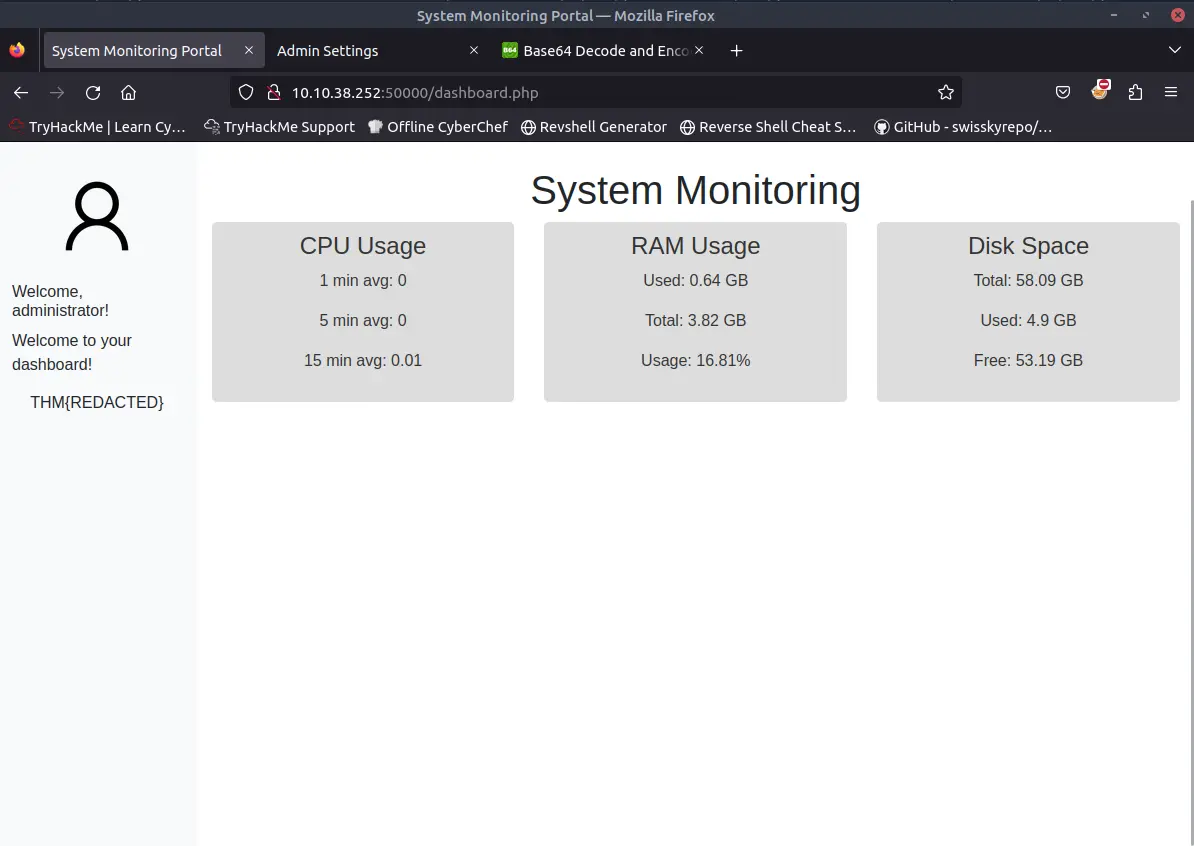 System Monitoring Portal — Mozilla Firefox
System Monitoring Portal
Admin Settings
B64 Base64 Decode and Enco
10.10.38.252:50000/dashboard.php
TryHackMe | Learn Cy… TryHackMe Support Offline CyberChef Revshell Generator Reverse Shell Cheat S… GitHub - swisskyrepo/…
Welcome,
administrator!
Welcome to your
dashboard!
THM{REDACTED}
System Monitoring
CPU Usage
1 min avg: 0
5 min avg: 0
15 min avg: 0.01
RAM Usage
Used: 0.64 GB
Total: 3.82 GB
Usage: 16.81%
Disk Space
Total: 58.09 GB
Used: 4.9 GB
Free: 53.19 GB